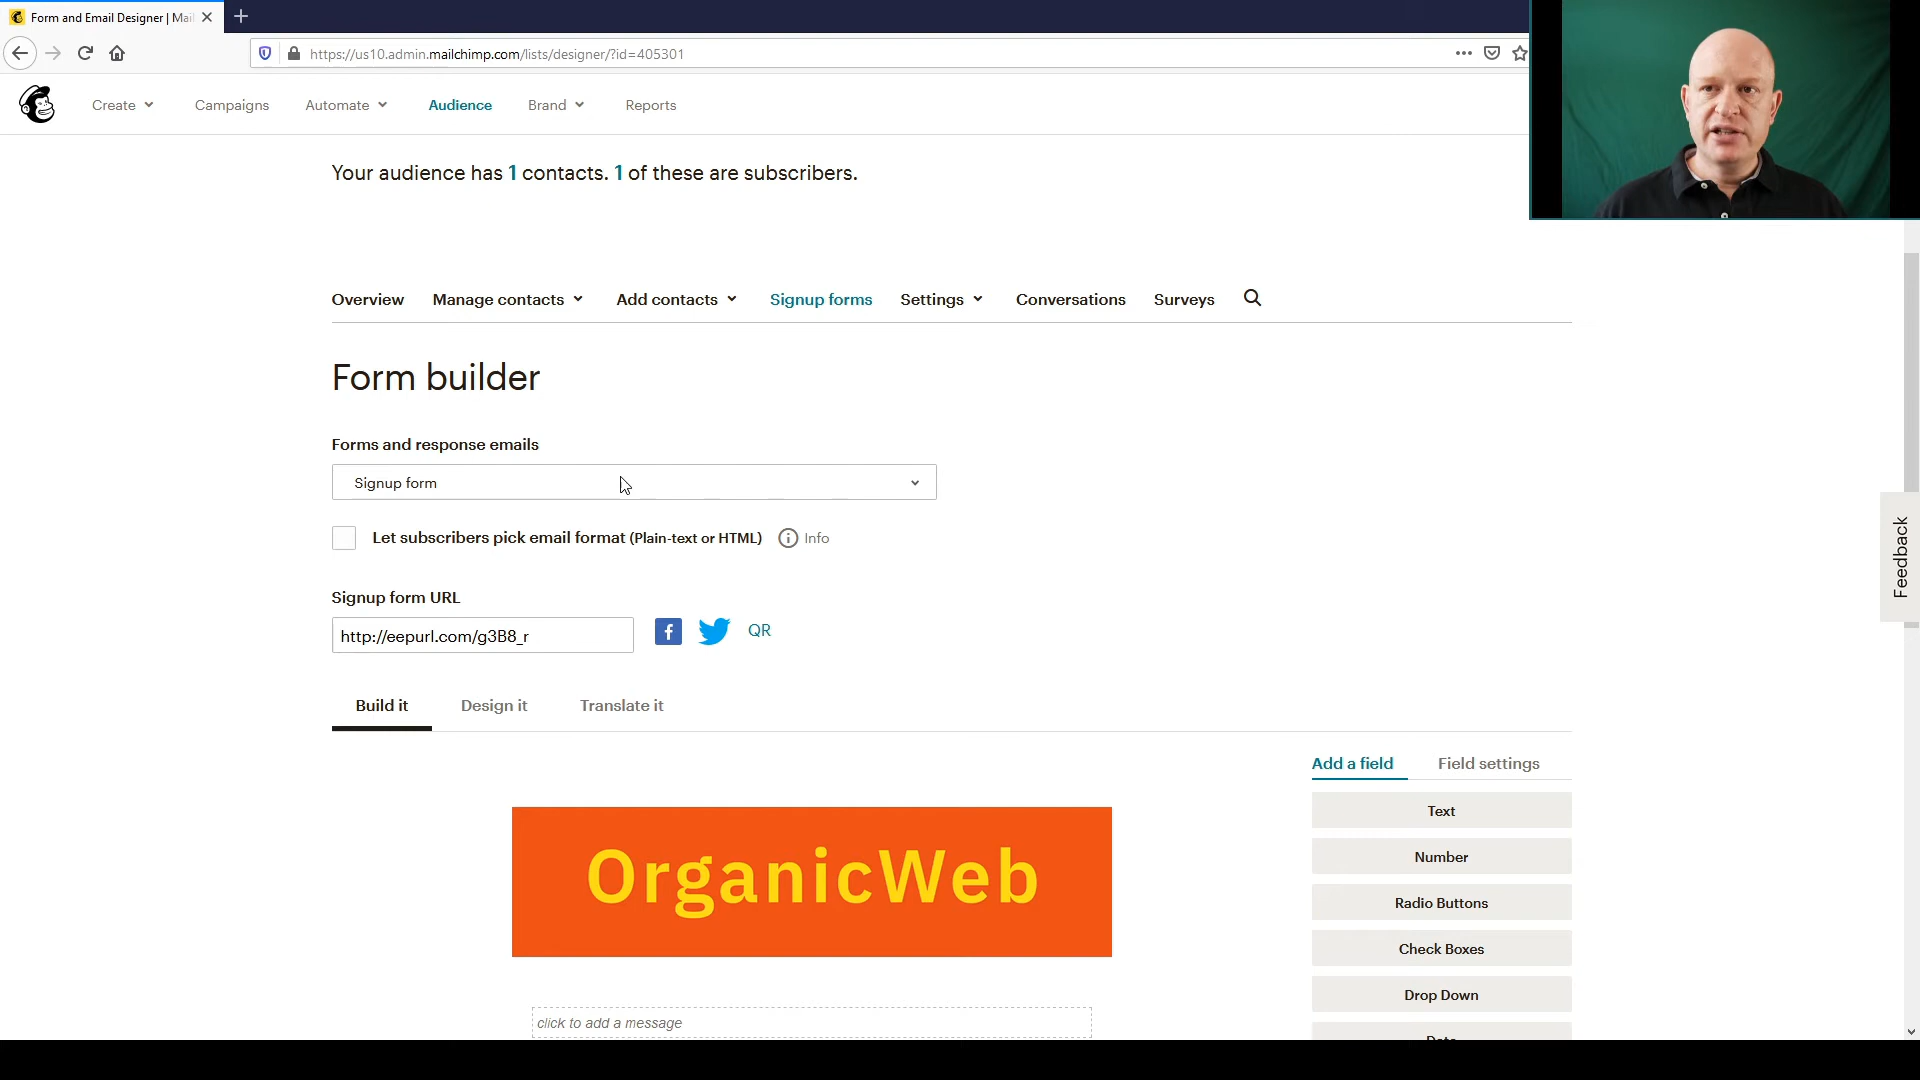 Form and Email Designer | Mai
https://us10.admin.mailchimp.com/lists/designer/?id=405301
Create
Campaigns
Automate
Audience
Brand
Reports
Your audience has 1 contacts. 1 of these are subscribers.
Overview
Manage contacts
Add contacts
Signup forms
Settings
Conversations
Surveys
Form builder
Forms and response emails
Signup form
Let subscribers pick email format (Plain-text or HTML)
Info
Signup form URL
http://eepurl.com/g3B8_r
QR
Feedback
Build it
Design it
Translate it
Add a field
Field settings
Text
Number
OrganicWeb
Radio Buttons
Check Boxes
Drop Down
click to add a message